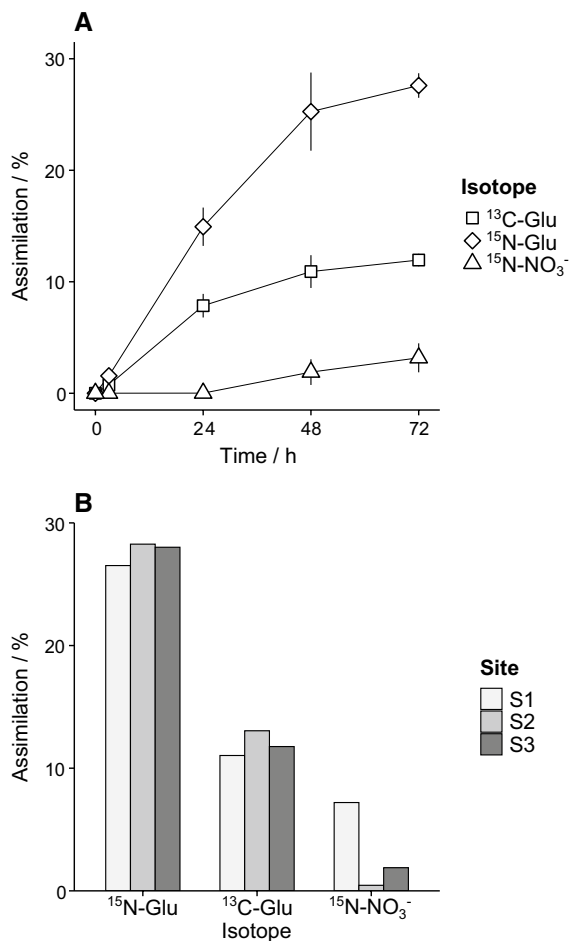 A
30
20
10
0
Assimilation / %
0 24 48 72
Time / h
Isotope
¹³C-Glu
¹⁵N-Glu
¹⁵N-NO₃⁻
B
30
20
10
0
Assimilation / %
¹⁵N-Glu ¹³C-Glu ¹⁵N-NO₃⁻
Isotope
Site
S1
S2
S3